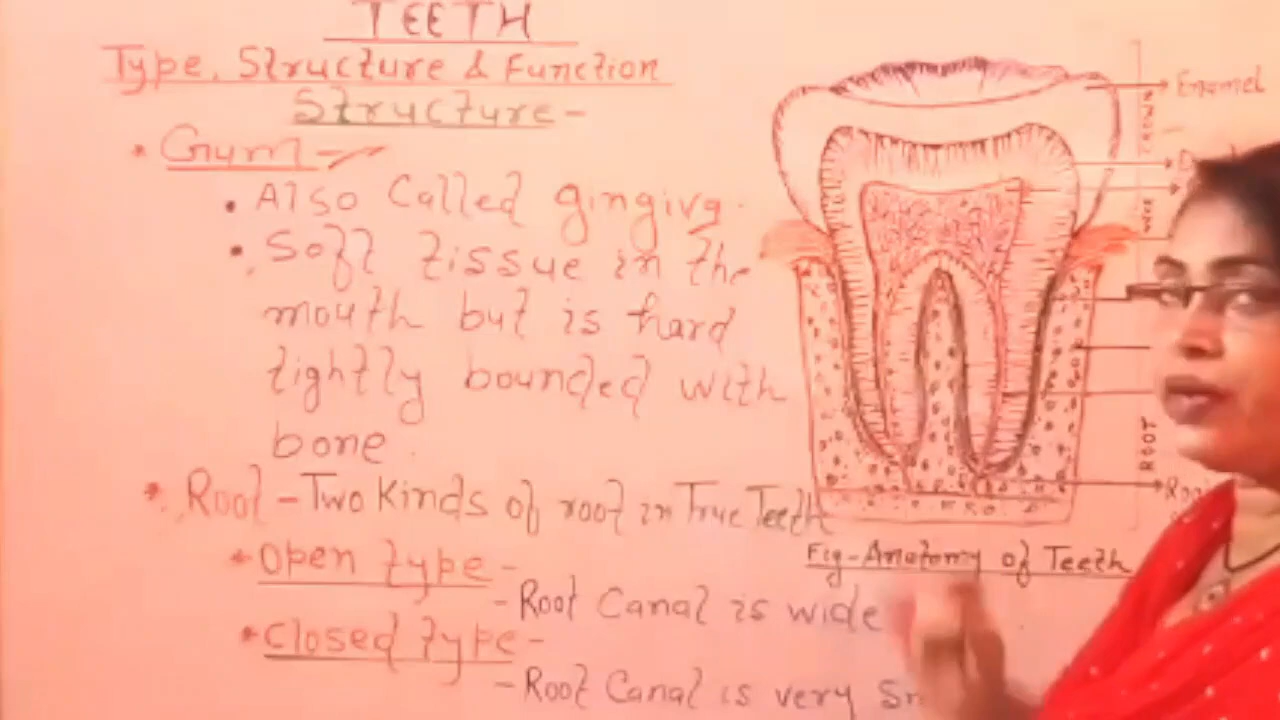 TEETH
Type, Structure & Function
Structure -
* Gum -
• Also called gingiva.
• Soft tissue in the
mouth but is hard
tightly bounded with
bone
* Root - Two Kinds of root in True Teeth
* Open type -
- Root Canal is wide
* Closed type -
- Root Canal is very
Enamel
CROWN
ROOT
Fig - Anatomy of Teeth